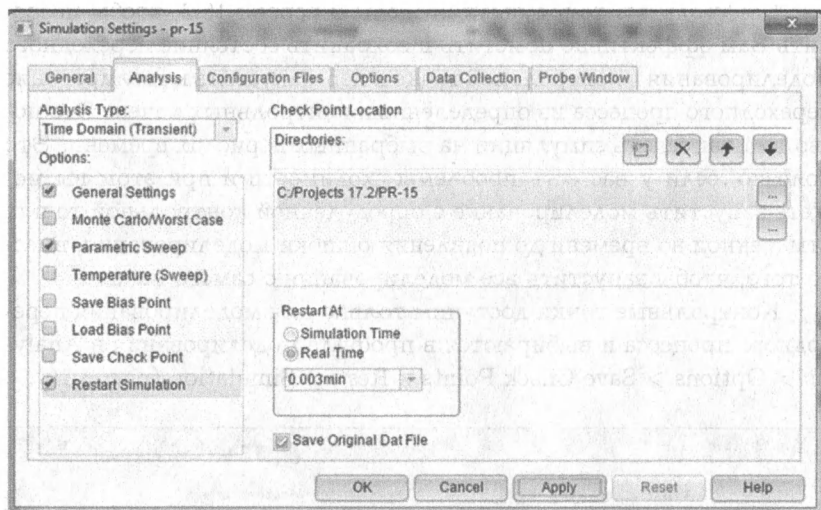 Simulation Settings - pr-15
General Analysis Configuration Files Options Data Collection Probe Window
Analysis Type:
Time Domain (Transient)
Options:
General Settings
Monte Carlo/Worst Case
Parametric Sweep
Temperature (Sweep)
Save Bias Point
Load Bias Point
Save Check Point
Restart Simulation
Check Point Location
Directories:
C:/Projects 17.2/PR-15
...
...
Restart At
Simulation Time
Real Time
0.003min
Save Original Dat File
OK Cancel Apply Reset Help